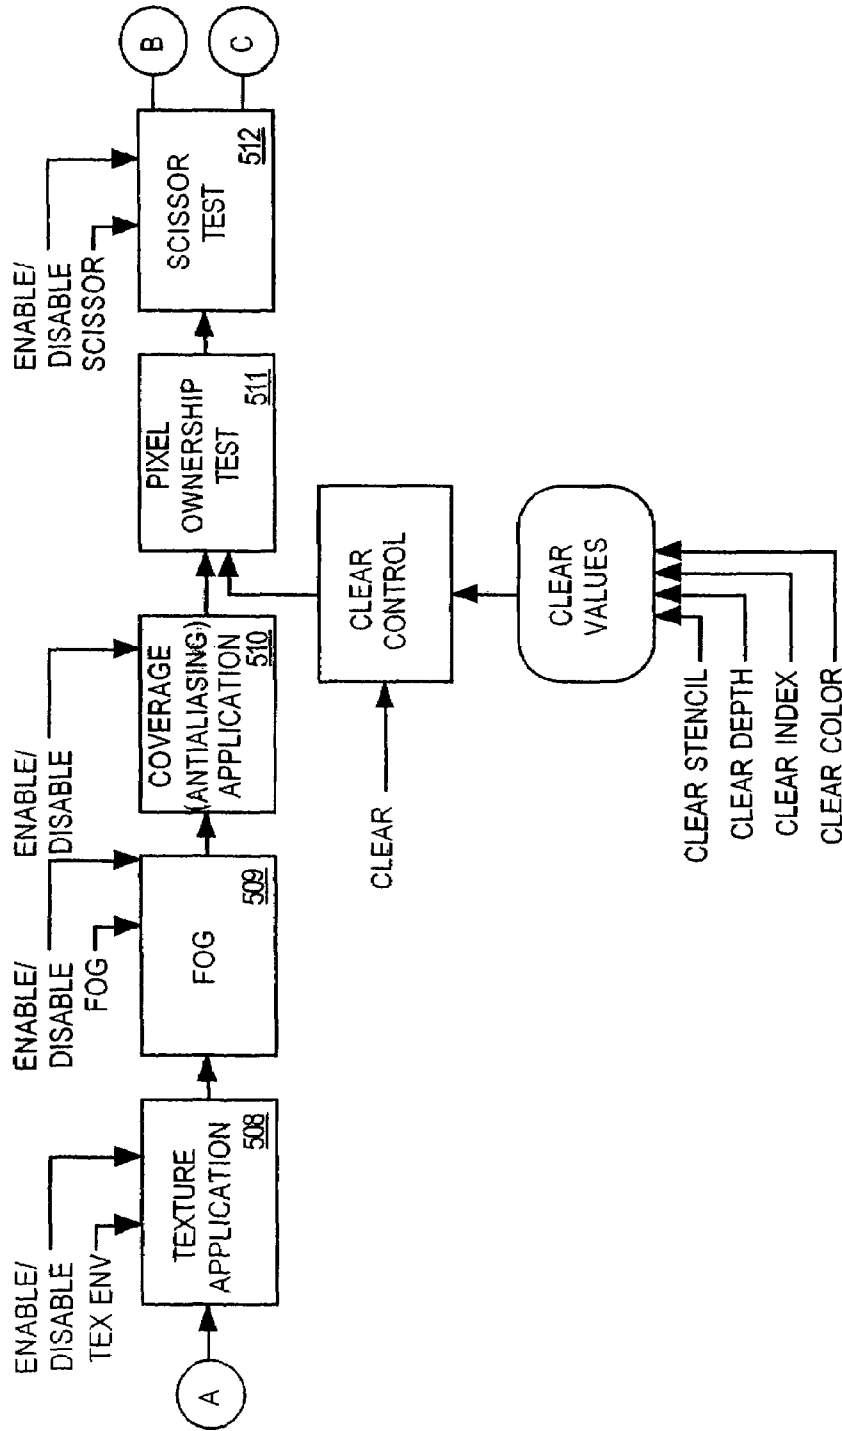 A
ENABLE/
DISABLE
TEX ENV
TEXTURE
APPLICATION
508
ENABLE/
DISABLE
FOG
FOG
509
ENABLE/
DISABLE
COVERAGE
(ANTIALIASING)
APPLICATION
510
PIXEL
OWNERSHIP
TEST
511
ENABLE/
DISABLE
SCISSOR
SCISSOR
TEST
512
B
C
CLEAR
CLEAR
CONTROL
CLEAR
VALUES
CLEAR STENCIL
CLEAR DEPTH
CLEAR INDEX
CLEAR COLOR